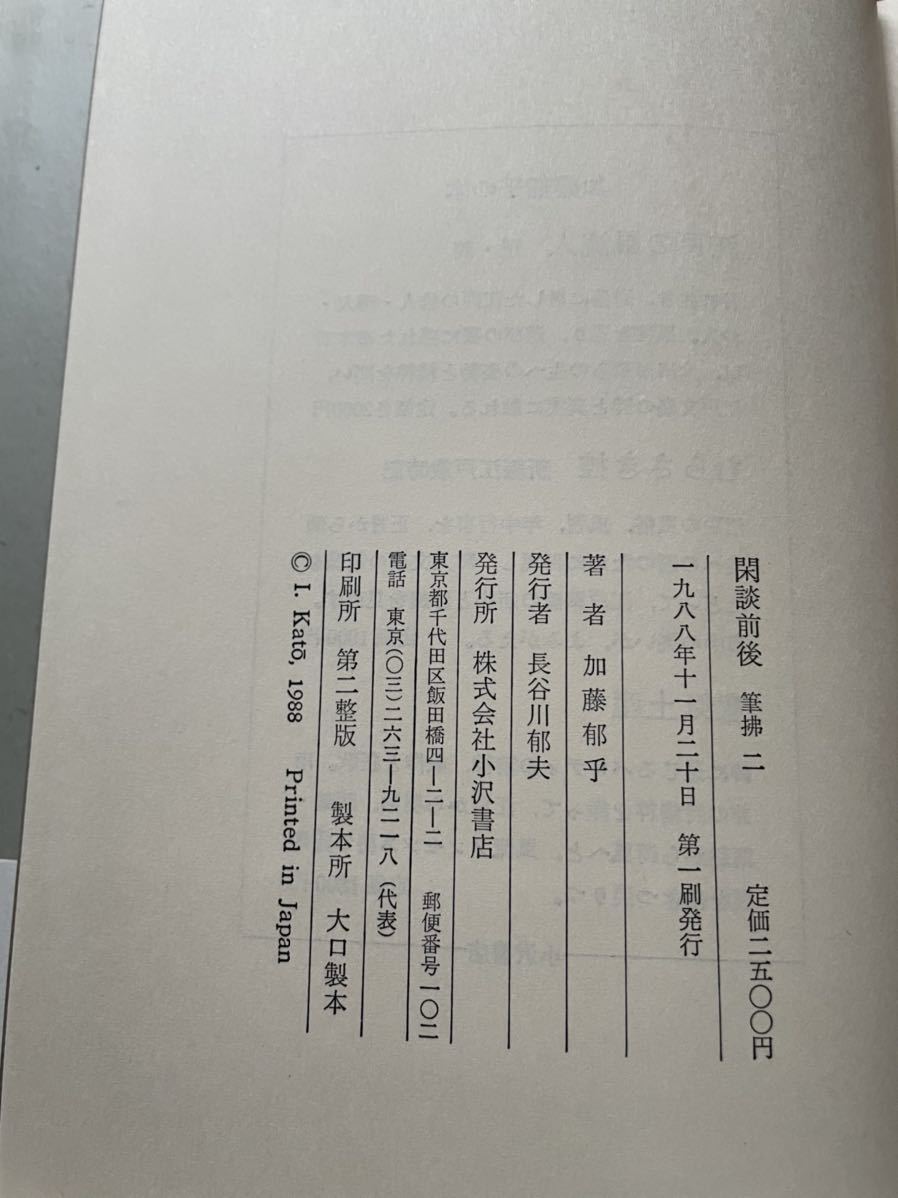 閑談前後 筆拂 二 定価二五〇〇円
一九八八年十一月二十日 第一刷発行
著者 加藤郁乎
発行者 長谷川郁夫
発行所 株式会社小沢書店
東京都千代田区飯田橋四ー二ー二 郵便番号一〇二
電話 東京(〇三)二六三ー九二一八(代表)
印刷所 第二整版 製本所 大口製本
© I. Katō, 1988 Printed in Japan